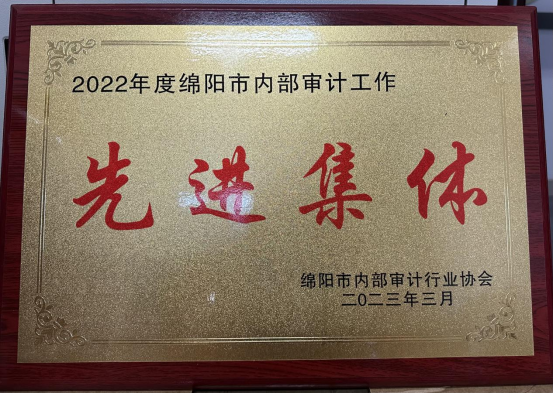 2022年度绵阳市内部审计工作
先进集体
绵阳市内部审计行业协会
二0二三年三月